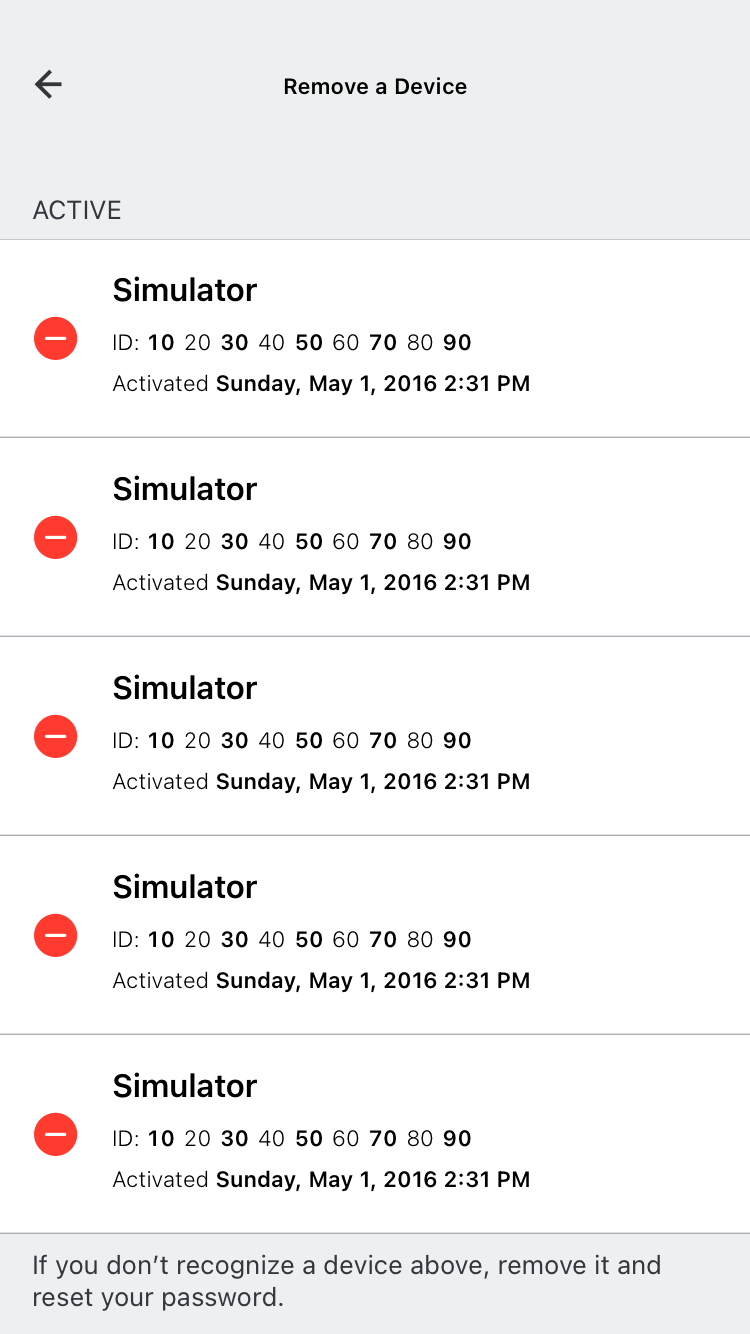 Remove a Device
ACTIVE
Simulator
ID: 10 20 30 40 50 60 70 80 90
Activated Sunday, May 1, 2016 2:31 PM
Simulator
ID: 10 20 30 40 50 60 70 80 90
Activated Sunday, May 1, 2016 2:31 PM
Simulator
ID: 10 20 30 40 50 60 70 80 90
Activated Sunday, May 1, 2016 2:31 PM
Simulator
ID: 10 20 30 40 50 60 70 80 90
Activated Sunday, May 1, 2016 2:31 PM
Simulator
ID: 10 20 30 40 50 60 70 80 90
Activated Sunday, May 1, 2016 2:31 PM
If you don’t recognize a device above, remove it and
reset your password.